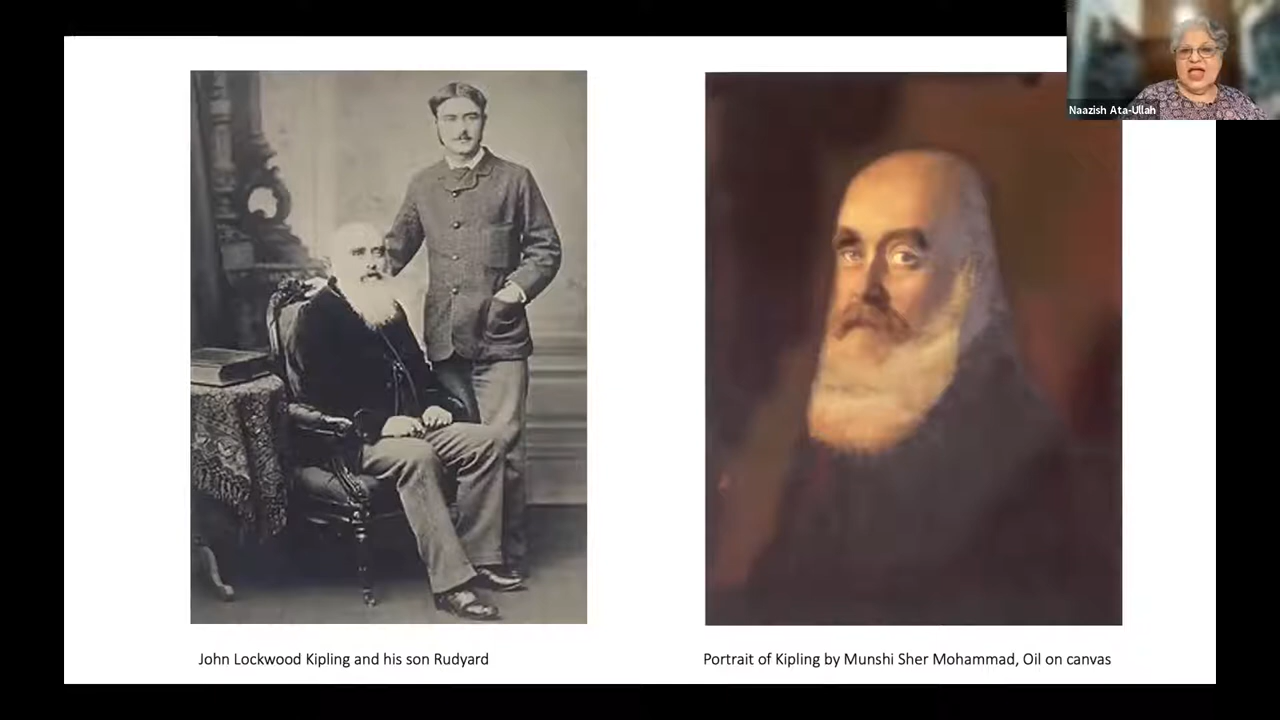 Naazish Ata-Ullah
John Lockwood Kipling and his son Rudyard
Portrait of Kipling by Munshi Sher Mohammad, Oil on canvas